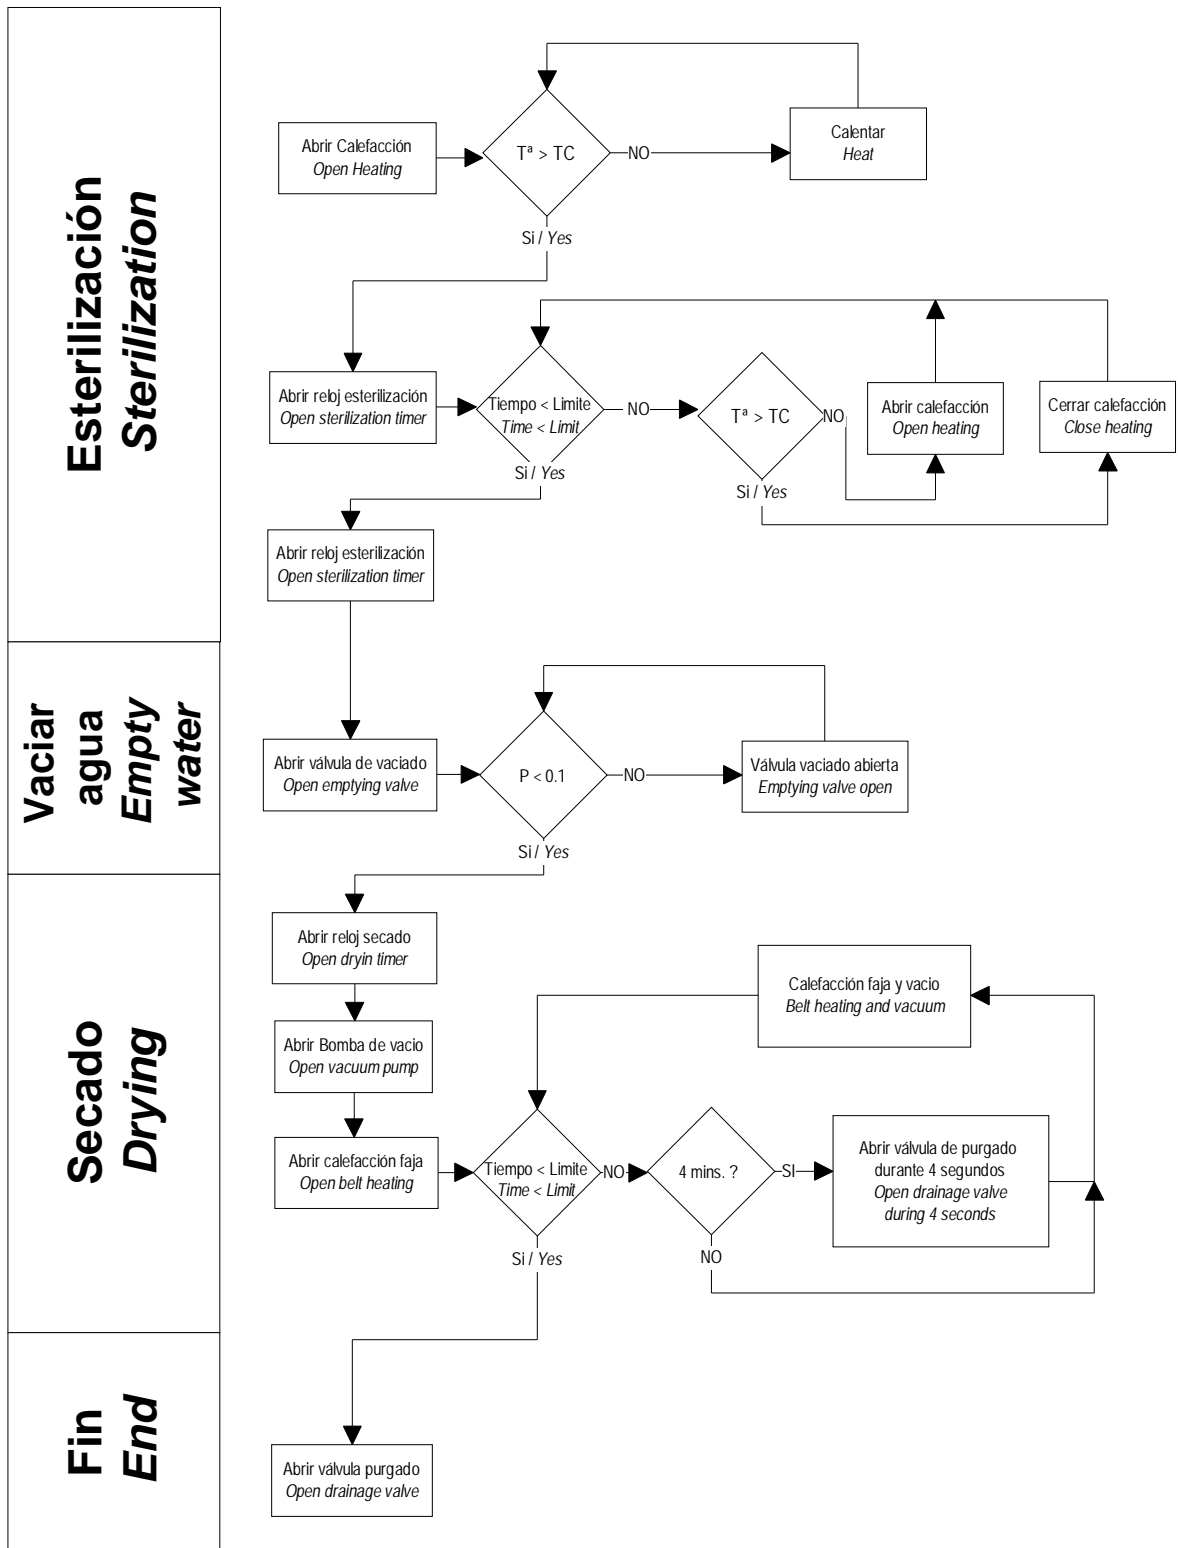 Esterilización
Sterilization
Abrir Calefacción
Open Heating
Tª > TC
NO
Calentar
Heat
Si / Yes
Abrir reloj esterilización
Open sterilization timer
Tiempo < Limite
Time < Limit
NO
Tª > TC
NO
Abrir calefacción
Open heating
Cerrar calefacción
Close heating
Si / Yes
Si / Yes
Abrir reloj esterilización
Open sterilization timer
Vaciar
agua
Empty
water
Abrir válvula de vaciado
Open emptying valve
P < 0.1
NO
Válvula vaciado abierta
Emptying valve open
Si / Yes
Secado
Drying
Abrir reloj secado
Open dryin timer
Abrir Bomba de vacio
Open vacuum pump
Abrir calefacción faja
Open belt heating
Calefacción faja y vacio
Belt heating and vacuum
Tiempo < Limite
Time < Limit
NO
4 mins. ?
SI
Abrir válvula de purgado
durante 4 segundos
Open drainage valve
during 4 seconds
Si / Yes
NO
Fin
End
Abrir válvula purgado
Open drainage valve